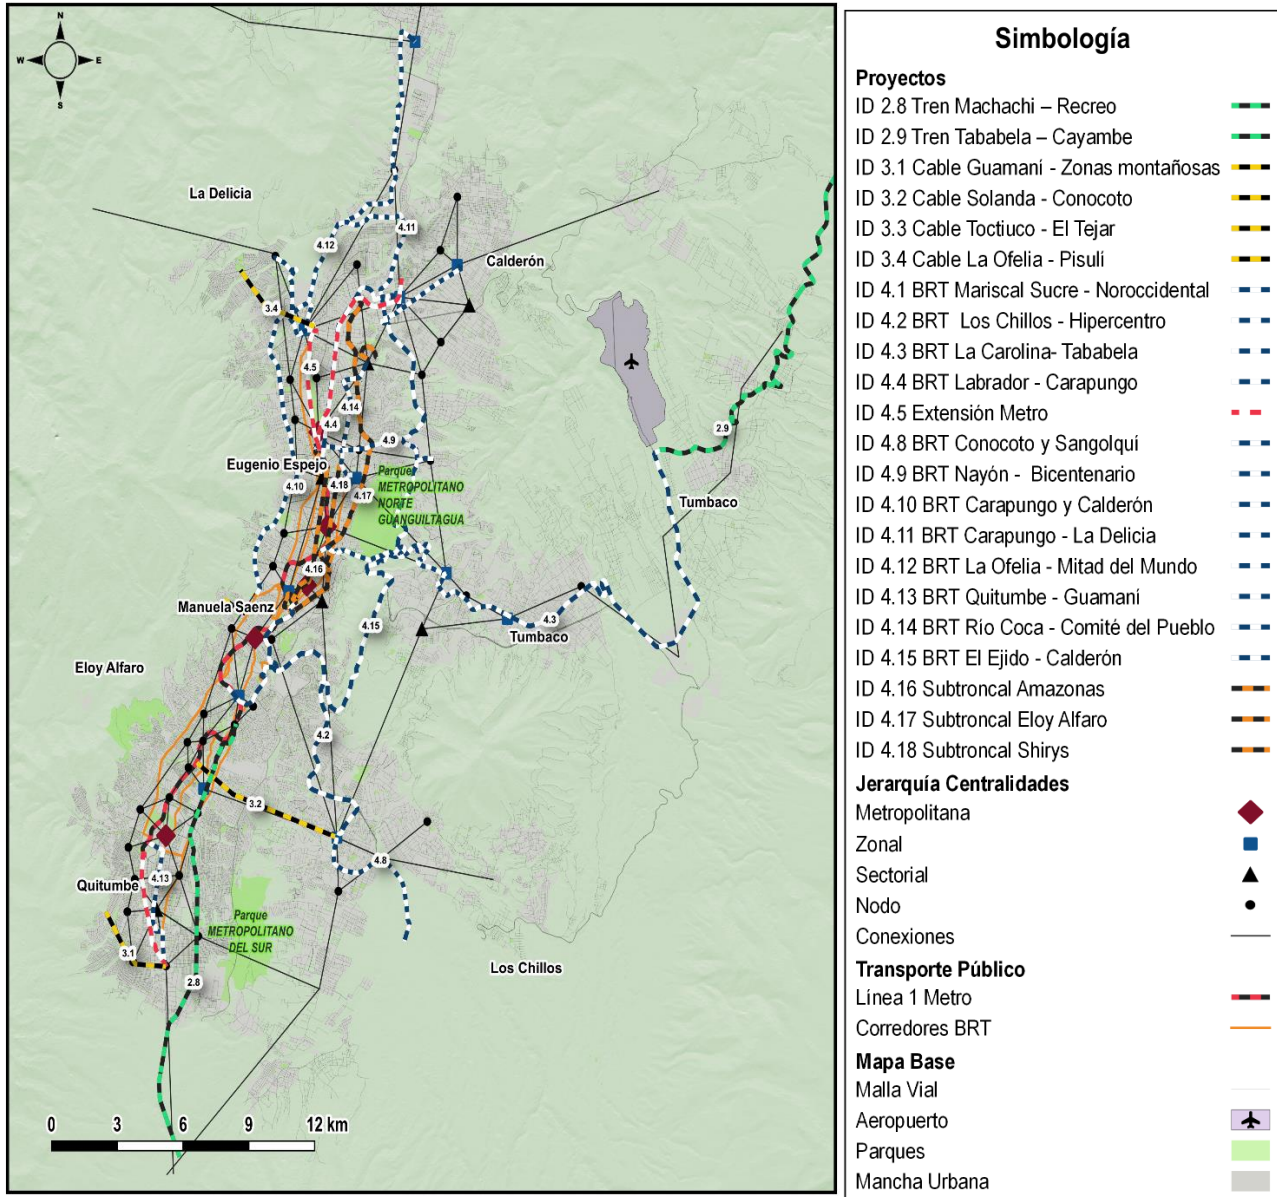 N
W
E
S
La Delicia
4.11
4.12
Calderón
3.4
4.5
4.14
4.4
4.9
2.9
Eugenio Espejo
Parque
METROPOLITANO
NORTE
GUANGUILTAGUA
4.10
4.18
4.17
Tumbaco
4.16
Manuela Saenz
4.15
4.3
Tumbaco
Eloy Alfaro
4.2
3.2
4.8
Quitumbe
4.13
Parque
METROPOLITANO
DEL SUR
3.1
Los Chillos
2.8
0 3 6 9 12 km
Simbología
Proyectos
ID 2.8 Tren Machachi – Recreo
ID 2.9 Tren Tababela – Cayambe
ID 3.1 Cable Guamaní - Zonas montañosas
ID 3.2 Cable Solanda - Conocoto
ID 3.3 Cable Toctiuco - El Tejar
ID 3.4 Cable La Ofelia - Pisulí
ID 4.1 BRT Mariscal Sucre - Noroccidental
ID 4.2 BRT Los Chillos - Hipercentro
ID 4.3 BRT La Carolina- Tababela
ID 4.4 BRT Labrador - Carapungo
ID 4.5 Extensión Metro
ID 4.8 BRT Conocoto y Sangolquí
ID 4.9 BRT Nayón - Bicentenario
ID 4.10 BRT Carapungo y Calderón
ID 4.11 BRT Carapungo - La Delicia
ID 4.12 BRT La Ofelia - Mitad del Mundo
ID 4.13 BRT Quitumbe - Guamaní
ID 4.14 BRT Río Coca - Comité del Pueblo
ID 4.15 BRT El Ejido - Calderón
ID 4.16 Subtroncal Amazonas
ID 4.17 Subtroncal Eloy Alfaro
ID 4.18 Subtroncal Shirys
Jerarquía Centralidades
Metropolitana
Zonal
Sectorial
Nodo
Conexiones
Transporte Público
Línea 1 Metro
Corredores BRT
Mapa Base
Malla Vial
Aeropuerto
Parques
Mancha Urbana